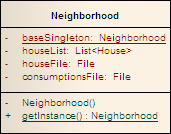 Neighborhood
- baseSingleton: Neighborhood
- houseList: List<House>
- houseFile: File
- consumptionsFile: File
- Neighborhood()
+ getInstance() : Neighborhood